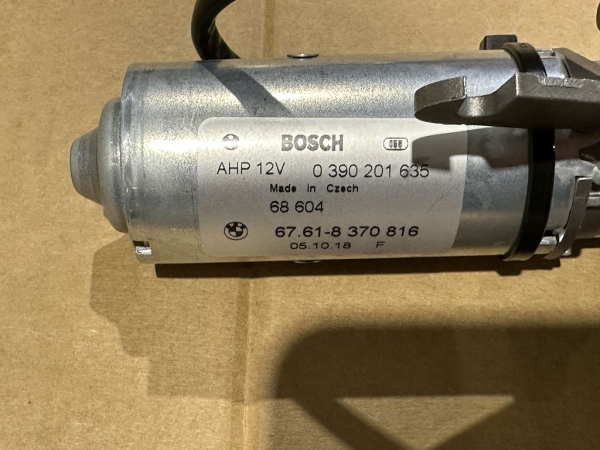 BOSCH
AHP 12V 0 390 201 635
Made in Czech
68 604
67.61-8 370 816
05.10.18 F